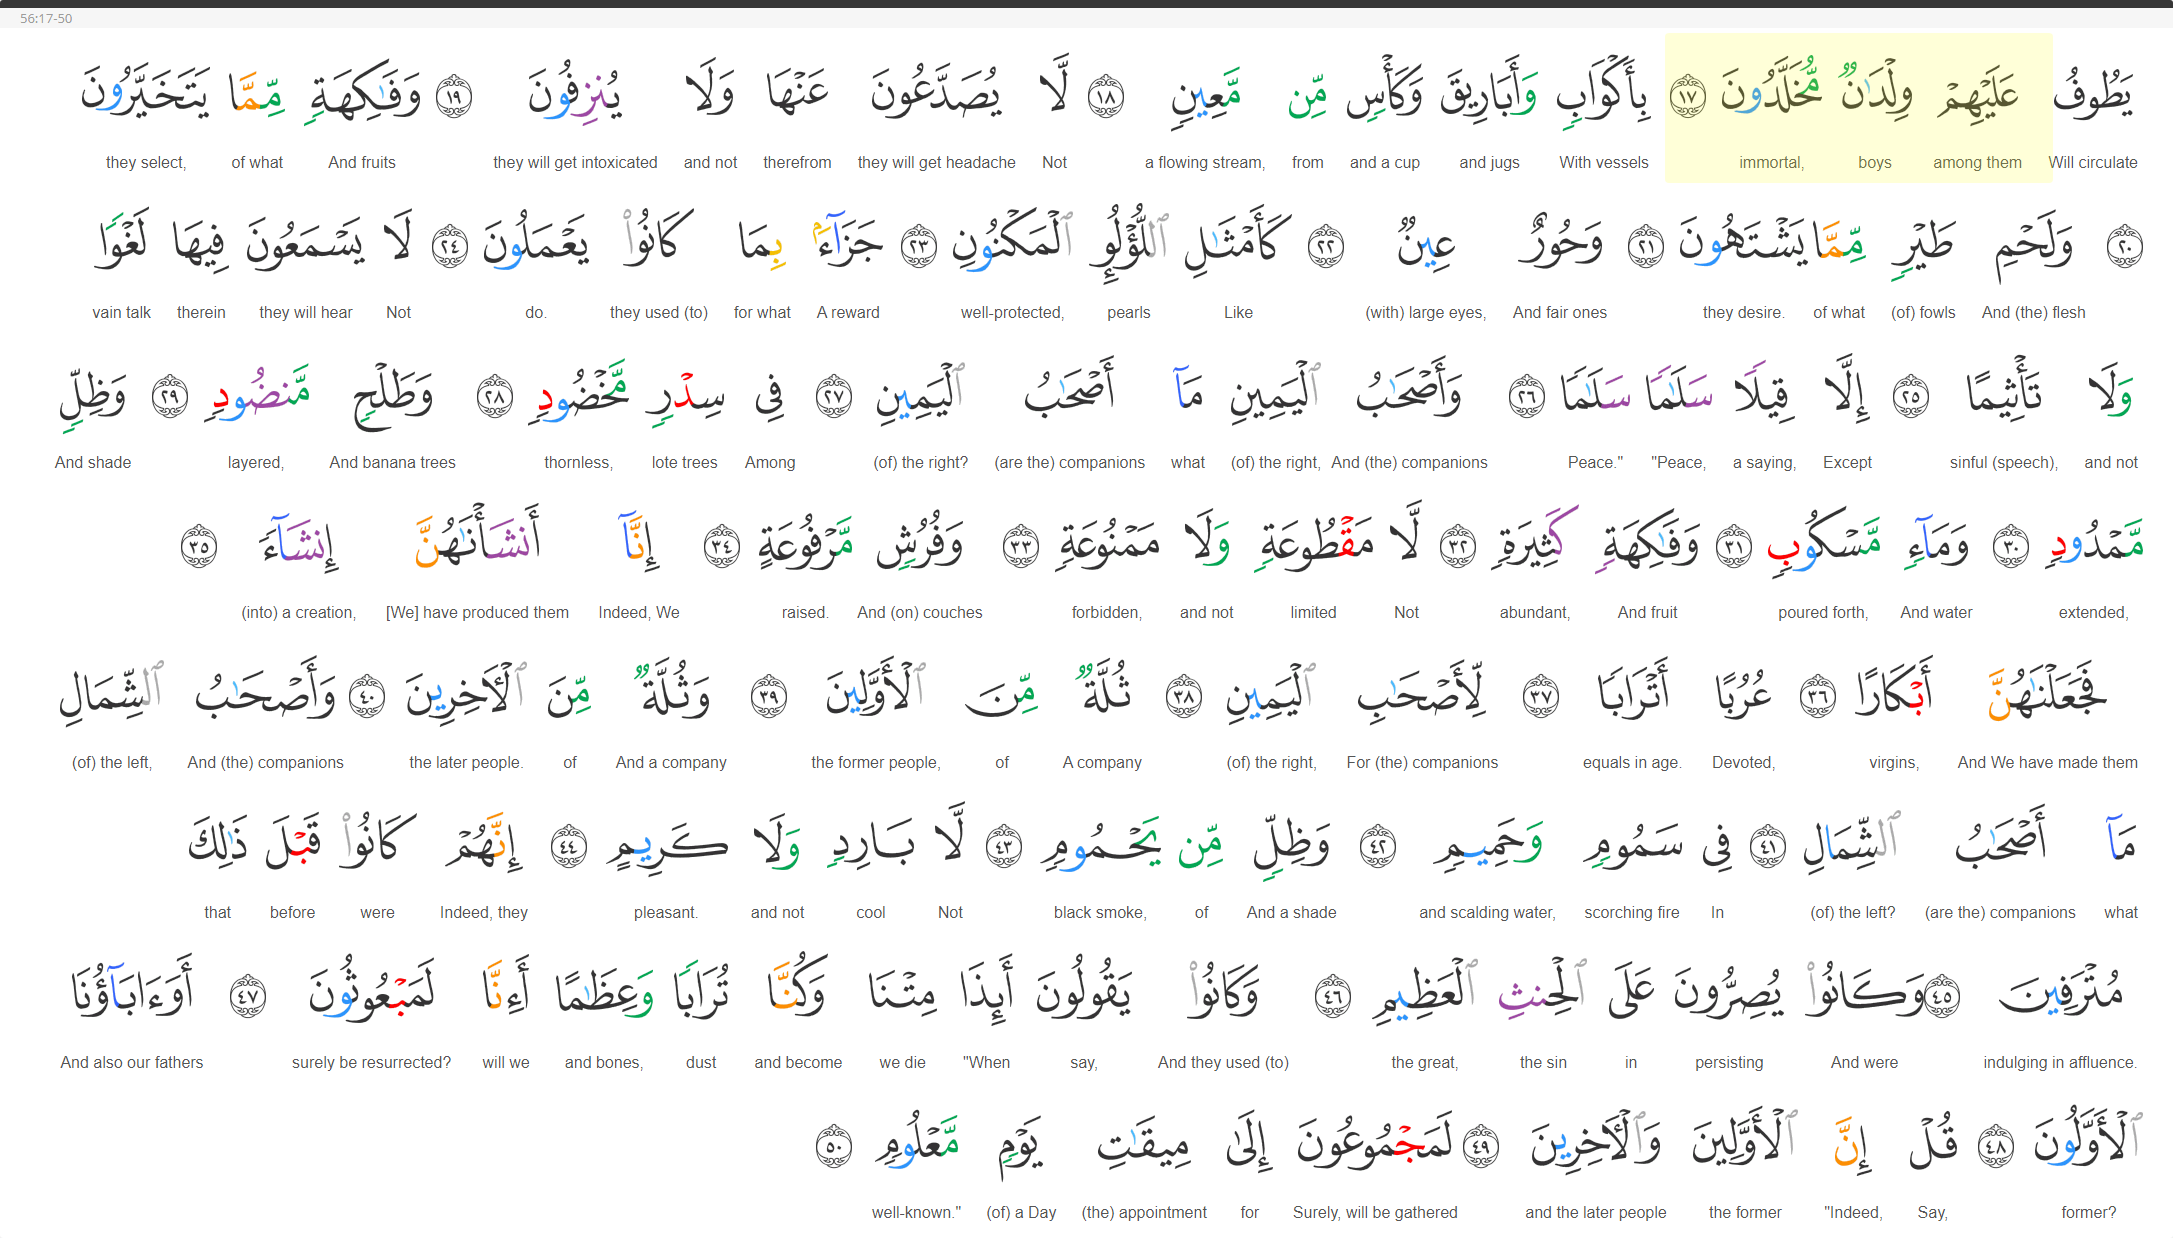 56:17-50
يَطُوفُ عَلَيْهِمْ وِلْدَٰنٌ مُّخَلَّدُونَ ١٧ بِأَكْوَابٍ وَأَبَارِيقَ وَكَأْسٍ مِّن مَّعِينٍ ١٨ لَّا يُصَدَّعُونَ عَنْهَا وَلَا يُنزِفُونَ ١٩ وَفَـٰكِهَةٍ مِّمَّا يَتَخَيَّرُونَ
Will circulate among them boys immortal, With vessels and jugs and a cup from a flowing stream, Not they will get headache therefrom and not they will get intoxicated And fruits of what they select,
٢٠ وَلَحْمِ طَيْرٍ مِّمَّا يَشْتَهُونَ ٢١ وَحُورٌ عِينٌ ٢٢ كَأَمْثَـٰلِ ٱللُّؤْلُؤِ ٱلْمَكْنُونِ ٢٣ جَزَآءًۢ بِمَا كَانُوا۟ يَعْمَلُونَ ٢٤ لَا يَسْمَعُونَ فِيهَا لَغْوًا
And (the) flesh (of) fowls of what they desire. And fair ones (with) large eyes, Like pearls well-protected, A reward for what they used (to) do. Not they will hear therein vain talk
وَلَا تَأْثِيمًا ٢٥ إِلَّا قِيلًا سَلَـٰمًا سَلَـٰمًا ٢٦ وَأَصْحَـٰبُ ٱلْيَمِينِ مَآ أَصْحَـٰبُ ٱلْيَمِينِ ٢٧ فِى سِدْرٍ مَّخْضُودٍ ٢٨ وَطَلْحٍ مَّنضُودٍ ٢٩ وَظِلٍّ
and not sinful (speech), Except a saying, "Peace, Peace." And (the) companions (of) the right, what (are the) companions (of) the right? Among lote trees thornless, And banana trees layered, And shade
مَّمْدُودٍ ٣٠ وَمَآءٍ مَّسْكُوبٍ ٣١ وَفَـٰكِهَةٍ كَثِيرَةٍ ٣٢ لَّا مَقْطُوعَةٍ وَلَا مَمْنُوعَةٍ ٣٣ وَفُرُشٍ مَّرْفُوعَةٍ ٣٤ إِنَّآ أَنشَأْنَـٰهُنَّ إِنشَآءً ٣٥
extended, And water poured forth, And fruit abundant, Not limited and not forbidden, And (on) couches raised. Indeed, We [We] have produced them (into) a creation,
فَجَعَلْنَـٰهُنَّ أَبْكَارًا ٣٦ عُرُبًا أَتْرَابًا ٣٧ لِّأَصْحَـٰبِ ٱلْيَمِينِ ٣٨ ثُلَّةٌ مِّنَ ٱلْأَوَّلِينَ ٣٩ وَثُلَّةٌ مِّنَ ٱلْـَٔاخِرِينَ ٤٠ وَأَصْحَـٰبُ ٱلشِّمَالِ
And We have made them virgins, Devoted, equals in age. For (the) companions (of) the right, A company of the former people, And a company of the later people. And (the) companions (of) the left,
مَآ أَصْحَـٰبُ ٱلشِّمَالِ ٤١ فِى سَمُومٍ وَحَمِيمٍ ٤٢ وَظِلٍّ مِّن يَحْمُومٍ ٤٣ لَّا بَارِدٍ وَلَا كَرِيمٍ ٤٤ إِنَّهُمْ كَانُوا۟ قَبْلَ ذَٰلِكَ
what (are the) companions (of) the left? In scorching fire and scalding water, And a shade of black smoke, Not cool and not pleasant. Indeed, they were before that
مُتْرَفِينَ ٤٥ وَكَانُوا۟ يُصِرُّونَ عَلَى ٱلْحِنثِ ٱلْعَظِيمِ ٤٦ وَكَانُوا۟ يَقُولُونَ أَئِذَا مِتْنَا وَكُنَّا تُرَابًا وَعِظَـٰمًا أَءِنَّا لَمَبْعُوثُونَ ٤٧ أَوَءَابَآؤُنَا
indulging in affluence. And were persisting in the sin the great, And they used (to) say, "When we die and become dust and bones, will we surely be resurrected? And also our fathers
ٱلْأَوَّلُونَ ٤٨ قُلْ إِنَّ ٱلْأَوَّلِينَ وَٱلْـَٔاخِرِينَ ٤٩ لَمَجْمُوعُونَ إِلَىٰ مِيقَـٰتِ يَوْمٍ مَّعْلُومٍ ٥٠
former? Say, "Indeed, the former and the later people Surely, will be gathered for (the) appointment (of) a Day well-known."